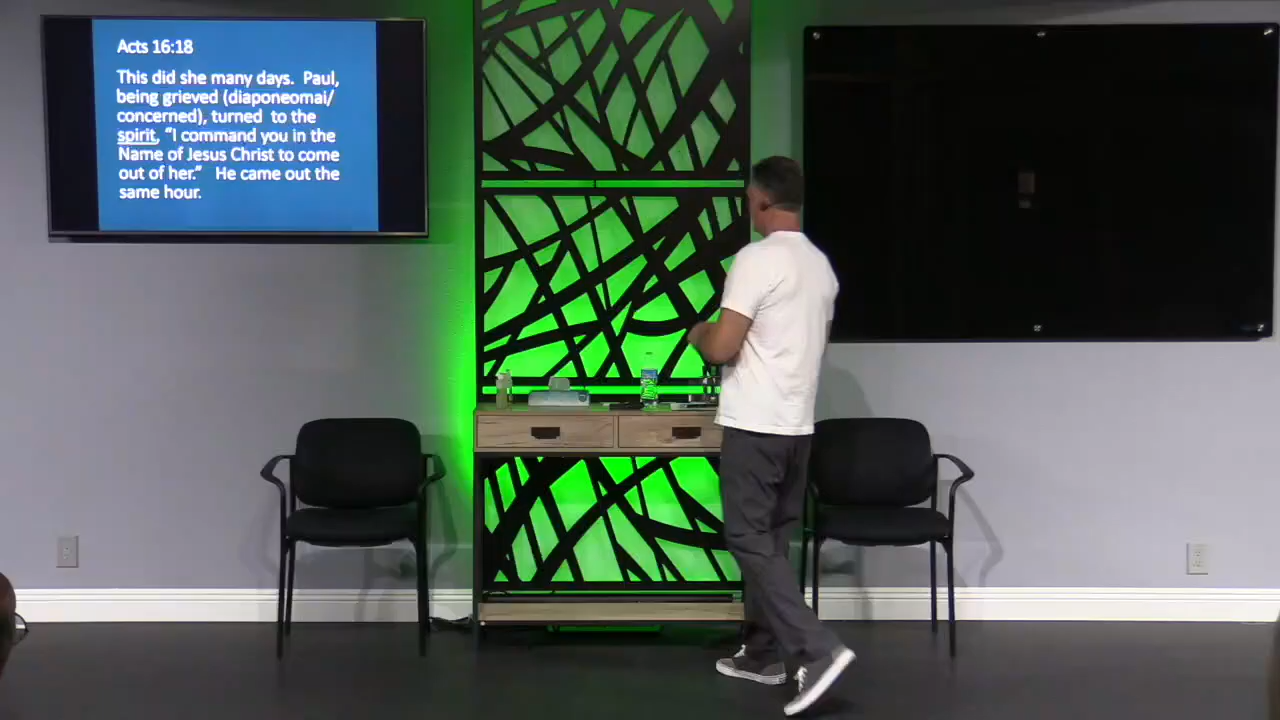 Acts 16:18
This did she many days. Paul,
being grieved (diaponeomai/
concerned), turned to the
spirit, “I command you in the
Name of Jesus Christ to come
out of her.” He came out the
same hour.